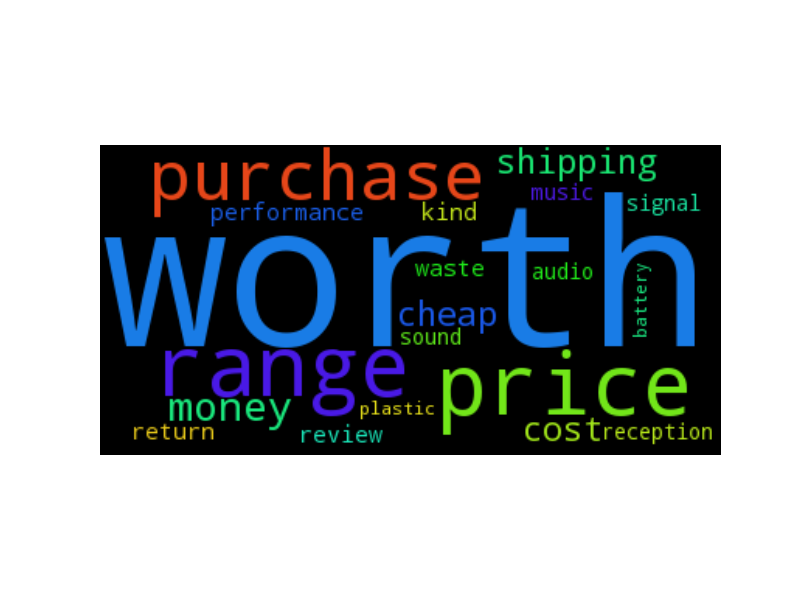 purchase
shipping
music
performance
kind
signal
worth
waste
audio
battery
cheap
sound
range
price
money
plastic
return
review
cost
reception